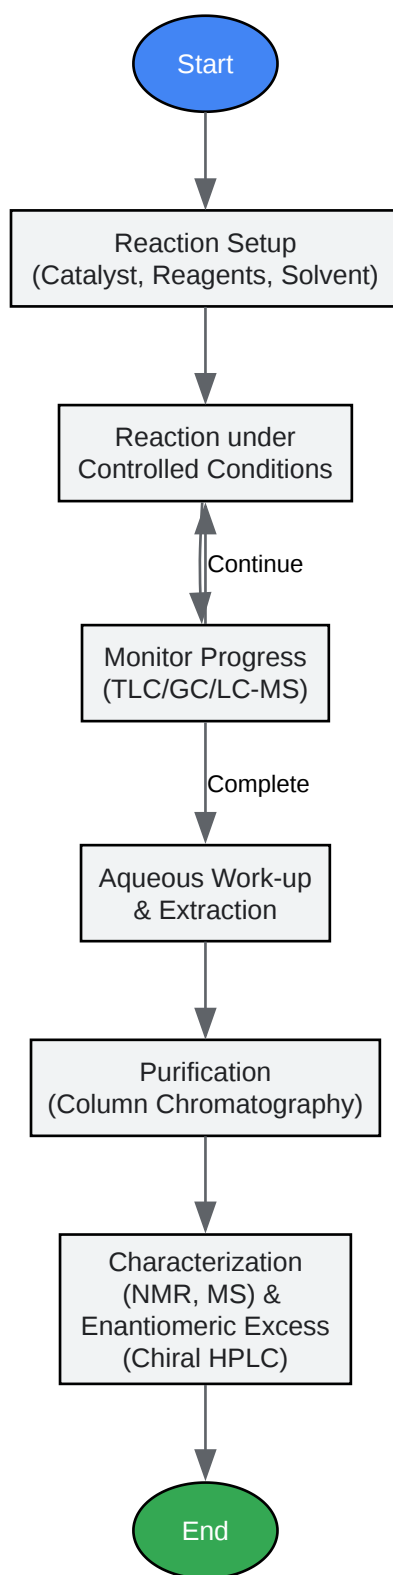 Start
Reaction Setup
(Catalyst, Reagents, Solvent)
Reaction under
Controlled Conditions
Continue
Monitor Progress
(TLC/GC/LC-MS)
Complete
Aqueous Work-up
& Extraction
Purification
(Column Chromatography)
Characterization
(NMR, MS) &
Enantiomeric Excess
(Chiral HPLC)
End